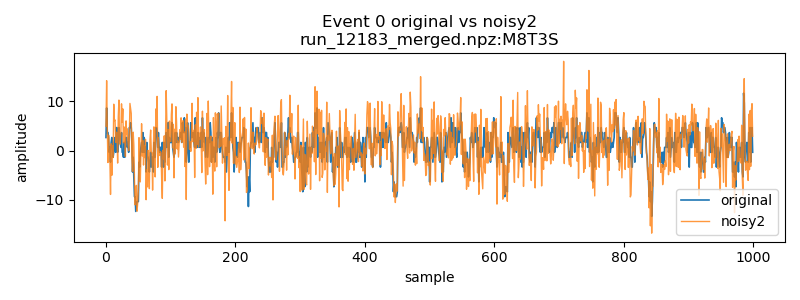 Event 0 original vs noisy2
run_12183_merged.npz:M8T3S
amplitude
10
0
−10
0
200
400
600
800
1000
sample
original
noisy2